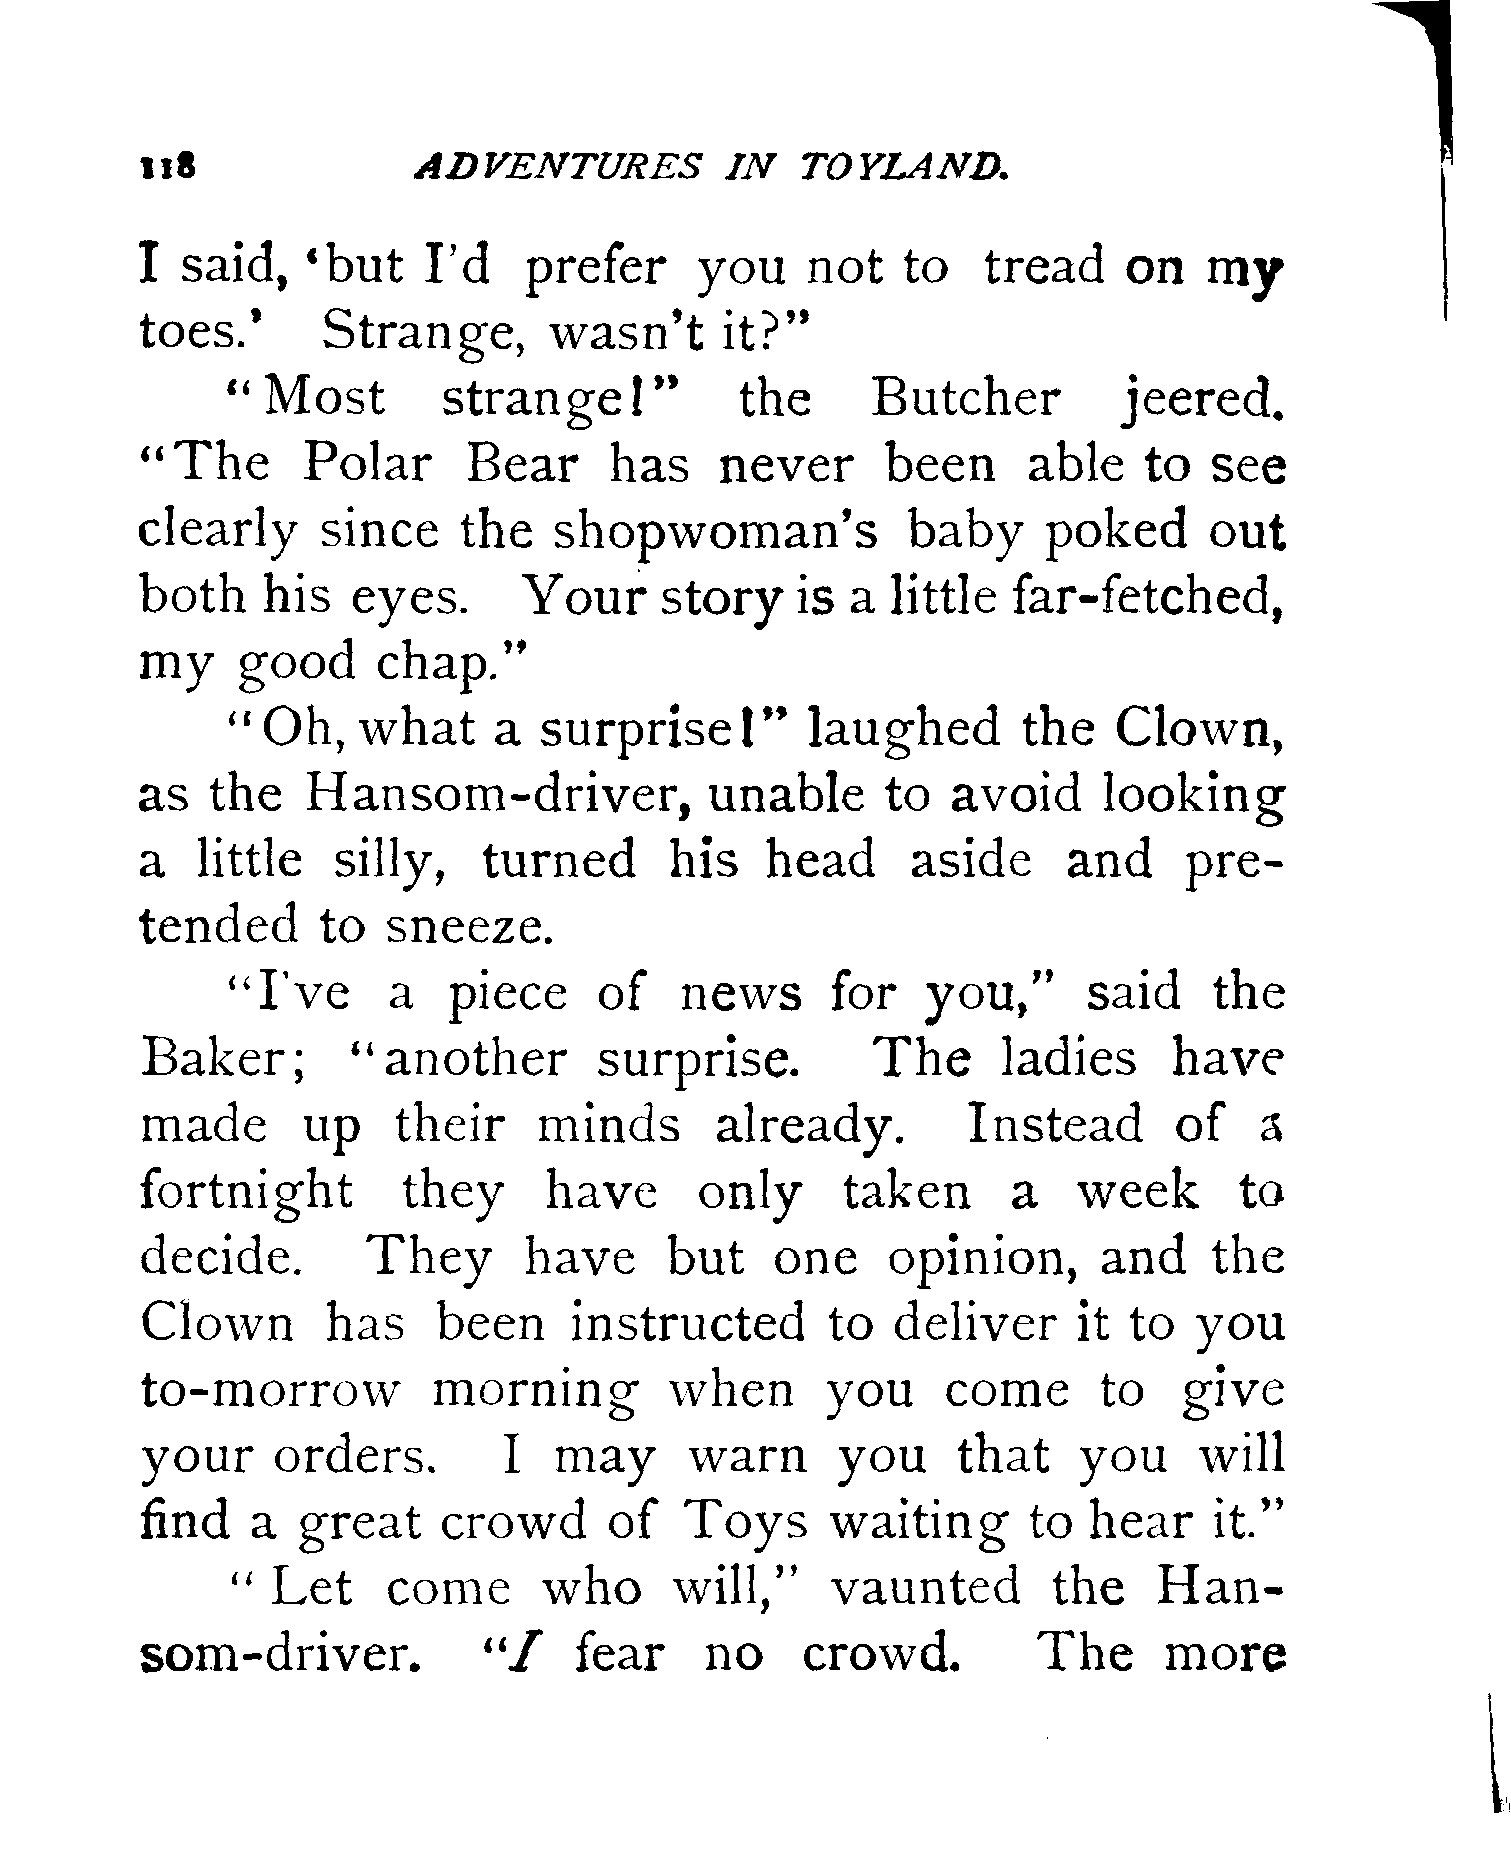 118 ADVENTURES IN TOYLAND.
I said, ‘but I’d prefer you not to tread on my
toes.’ Strange, wasn’t it?”
“Most strange!” the Butcher jeered.
“The Polar Bear has never been able to see
clearly since the shopwoman’s baby poked out
both his eyes. Your story is a little far-fetched,
my good chap.”
“Oh, what a surprise!” laughed the Clown,
as the Hansom-driver, unable to avoid looking
a little silly, turned his head aside and pre-
tended to sneeze.
“I’ve a piece of news for you,” said the
Baker; “another surprise. The ladies have
made up their minds already. Instead of a
fortnight they have only taken a week to
decide. They have but one opinion, and the
Clown has been instructed to deliver it to you
to-morrow morning when you come to give
your orders. I may warn you that you will
find a great crowd of Toys waiting to hear it.”
“Let come who will,” vaunted the Han-
som-driver. “I fear no crowd. The more